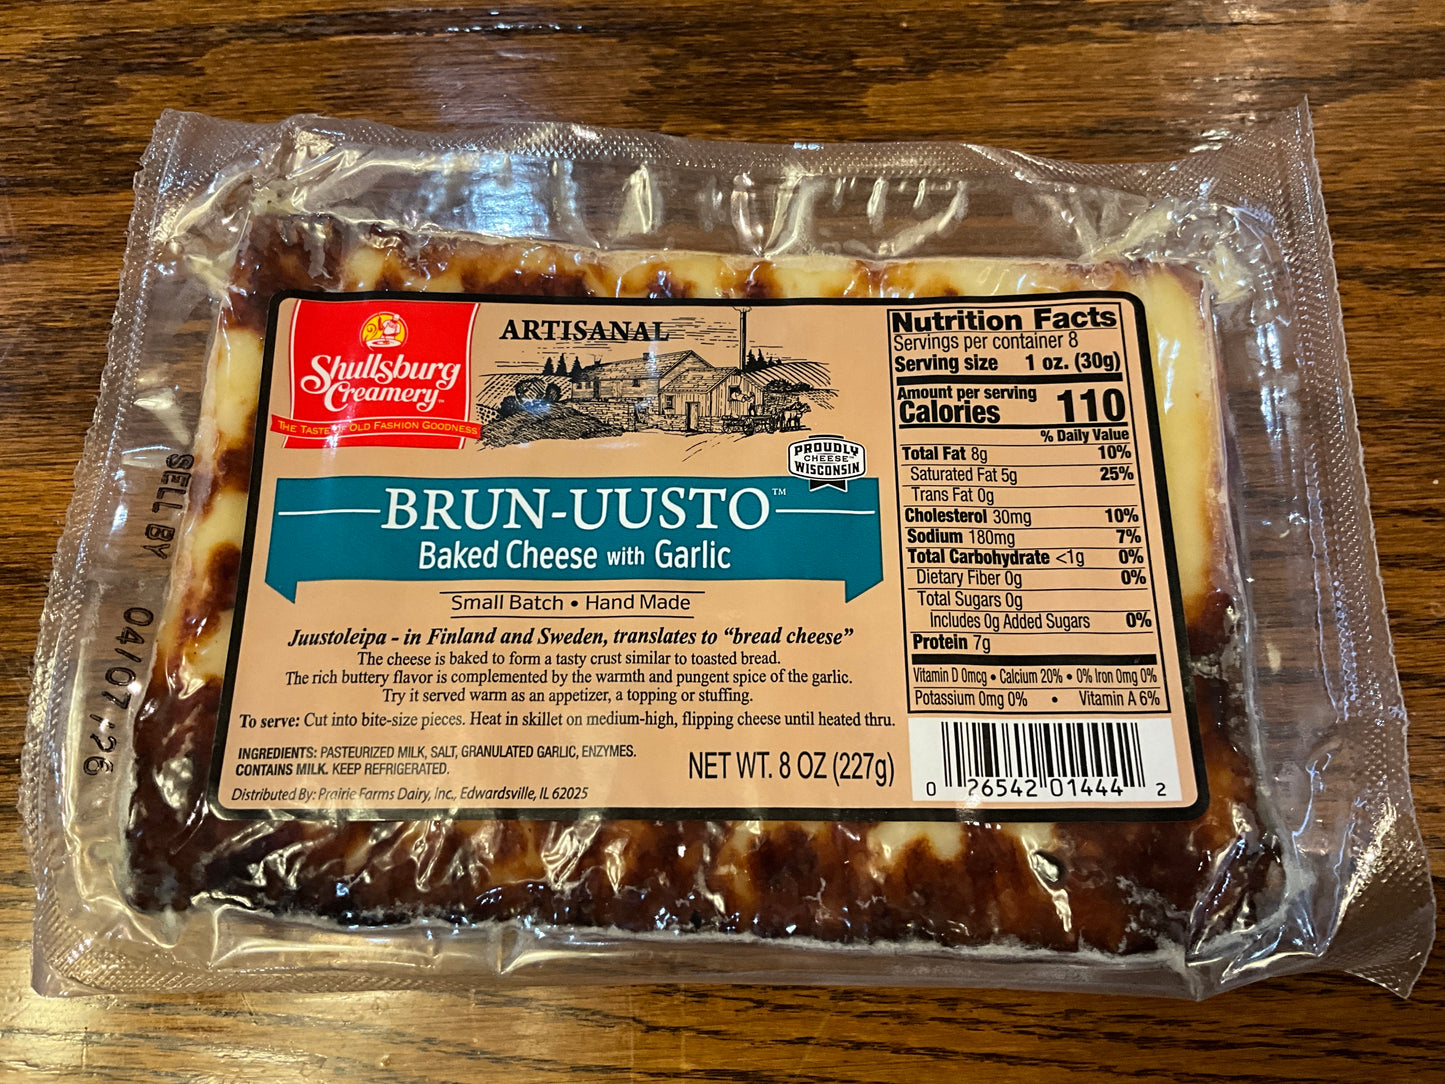 Shullsburg
Creamery™
THE TASTE OF OLD FASHION GOODNESS
ARTISANAL
PROUDLY
WISCONSIN
CHEESE™
BRUN-UUSTO™
Baked Cheese with Garlic
Small Batch • Hand Made
Juustoleipa - in Finland and Sweden, translates to "bread cheese"
The cheese is baked to form a tasty crust similar to toasted bread.
The rich buttery flavor is complemented by the warmth and pungent spice of the garlic.
Try it served warm as an appetizer, a topping or stuffing.
To serve: Cut into bite-size pieces. Heat in skillet on medium-high, flipping cheese until heated thru.
INGREDIENTS: PASTEURIZED MILK, SALT, GRANULATED GARLIC, ENZYMES.
CONTAINS MILK. KEEP REFRIGERATED.
Distributed By: Prairie Farms Dairy, Inc., Edwardsville, IL 62025
NET WT. 8 OZ (227g)
Nutrition Facts
Servings per container 8
Serving size 1 oz. (30g)
Amount per serving
Calories 110
% Daily Value
Total Fat 8g 10%
Saturated Fat 5g 25%
Trans Fat 0g
Cholesterol 30mg 10%
Sodium 180mg 7%
Total Carbohydrate <1g 0%
Dietary Fiber 0g 0%
Total Sugars 0g
Includes 0g Added Sugars 0%
Protein 7g
Vitamin D 0mcg • Calcium 20% • 0% Iron 0mg 0%
Potassium 0mg 0% • Vitamin A 6%
0 26542 01444 2
SELL BY 04/07/26